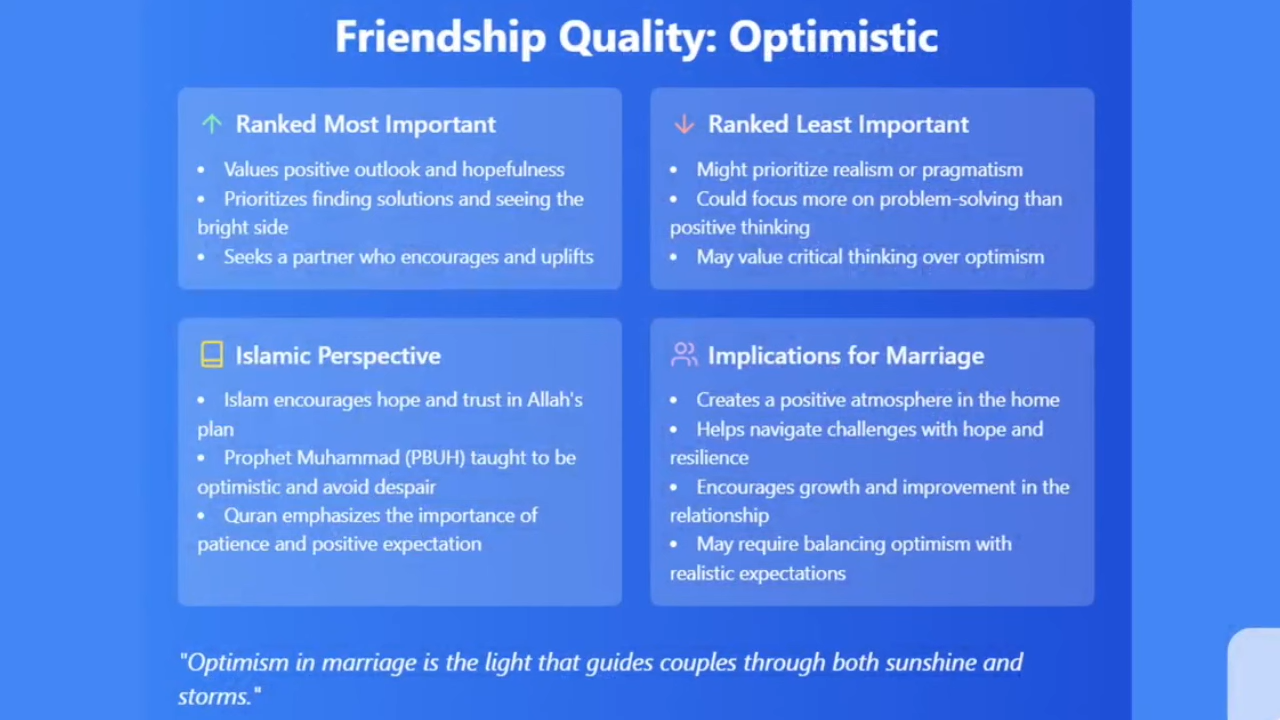 Friendship Quality: Optimistic
Ranked Most Important
• Values positive outlook and hopefulness
• Prioritizes finding solutions and seeing the
bright side
• Seeks a partner who encourages and uplifts
Ranked Least Important
• Might prioritize realism or pragmatism
• Could focus more on problem-solving than
positive thinking
• May value critical thinking over optimism
Islamic Perspective
• Islam encourages hope and trust in Allah's
plan
• Prophet Muhammad (PBUH) taught to be
optimistic and avoid despair
• Quran emphasizes the importance of
patience and positive expectation
Implications for Marriage
• Creates a positive atmosphere in the home
• Helps navigate challenges with hope and
resilience
• Encourages growth and improvement in the
relationship
• May require balancing optimism with
realistic expectations
"Optimism in marriage is the light that guides couples through both sunshine and
storms."